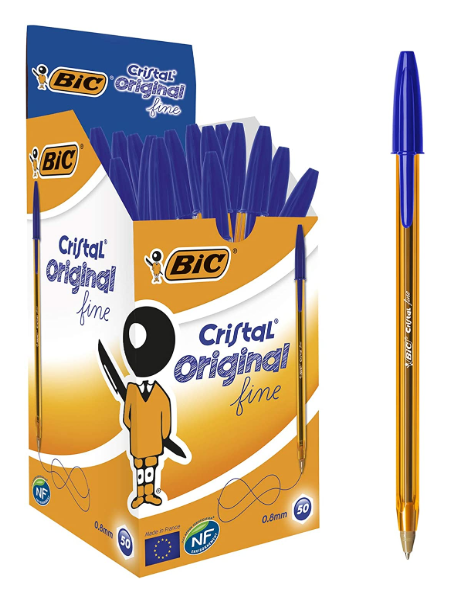 BiC
Cristal®
Original
fine
BiC
Cristal®
Original
fine
0.8mm
50
NF
BiC
Cristal®
Original
fine
0.8mm
50
Made in France
NF
BiC Cristal fine